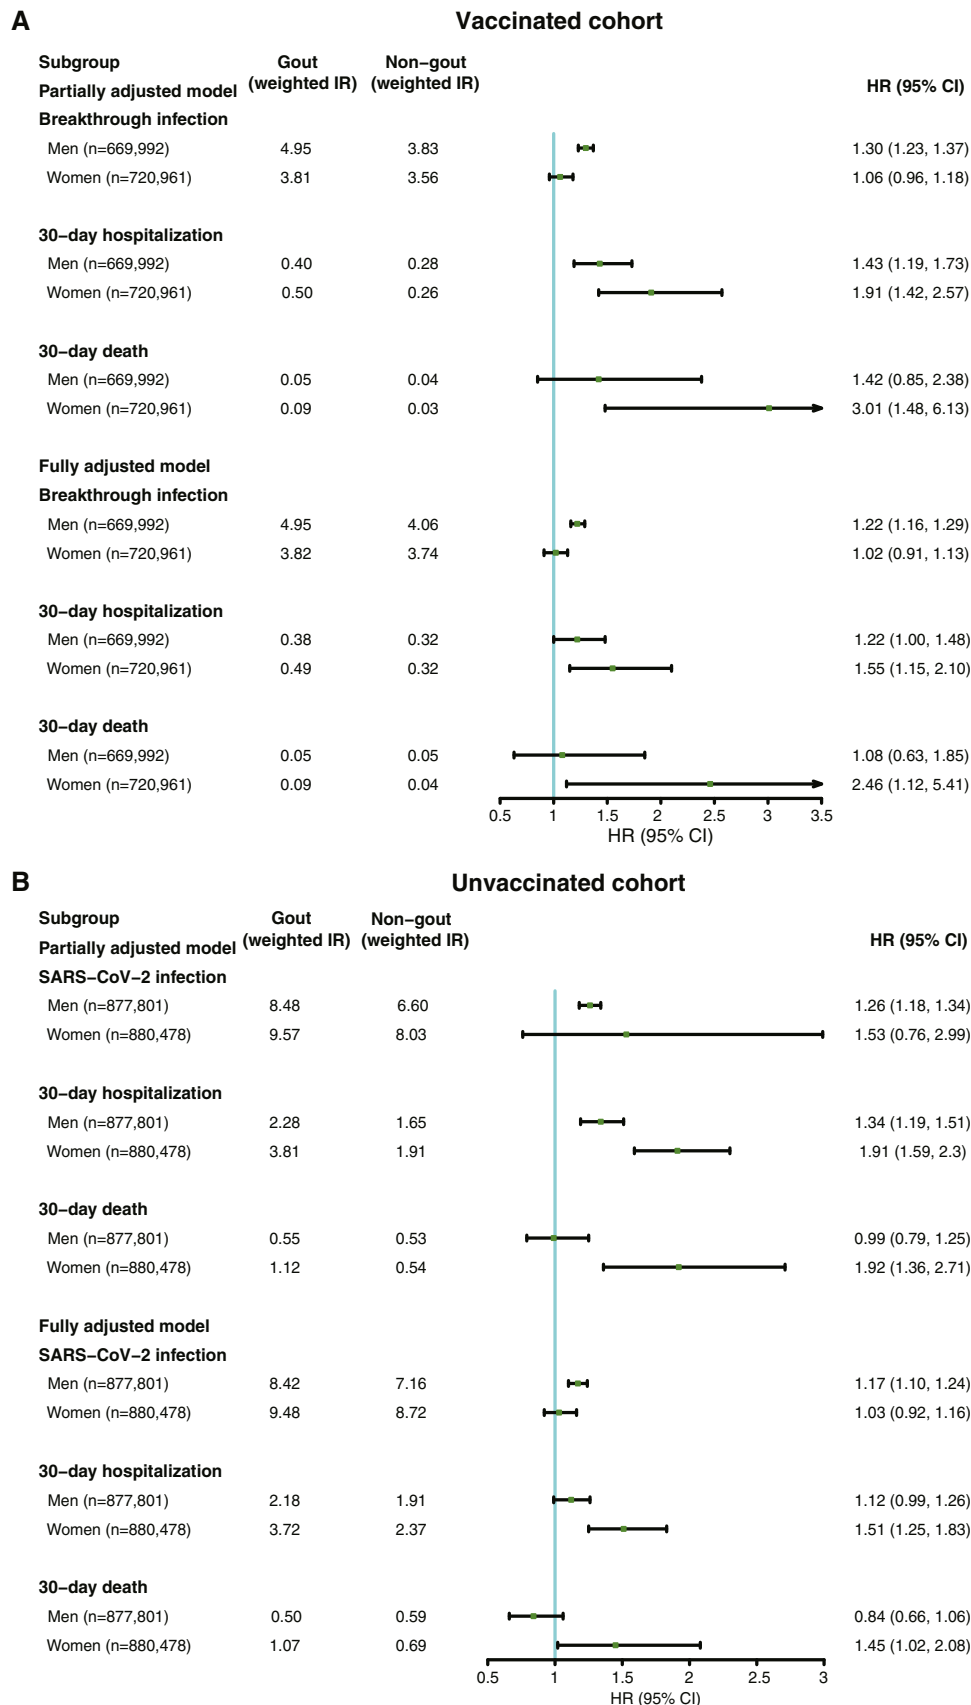 A
Vaccinated cohort
Subgroup Gout Non−gout
(weighted IR) (weighted IR) HR (95% CI)
Partially adjusted model
Breakthrough infection
Men (n=669,992) 4.95 3.83 1.30 (1.23, 1.37)
Women (n=720,961) 3.81 3.56 1.06 (0.96, 1.18)
30−day hospitalization
Men (n=669,992) 0.40 0.28 1.43 (1.19, 1.73)
Women (n=720,961) 0.50 0.26 1.91 (1.42, 2.57)
30−day death
Men (n=669,992) 0.05 0.04 1.42 (0.85, 2.38)
Women (n=720,961) 0.09 0.03 3.01 (1.48, 6.13)
Fully adjusted model
Breakthrough infection
Men (n=669,992) 4.95 4.06 1.22 (1.16, 1.29)
Women (n=720,961) 3.82 3.74 1.02 (0.91, 1.13)
30−day hospitalization
Men (n=669,992) 0.38 0.32 1.22 (1.00, 1.48)
Women (n=720,961) 0.49 0.32 1.55 (1.15, 2.10)
30−day death
Men (n=669,992) 0.05 0.05 1.08 (0.63, 1.85)
Women (n=720,961) 0.09 0.04 2.46 (1.12, 5.41)
0.5 1 1.5 2 2.5 3 3.5
HR (95% CI)
B
Unvaccinated cohort
Subgroup Gout Non−gout
(weighted IR) (weighted IR) HR (95% CI)
Partially adjusted model
SARS−CoV−2 infection
Men (n=877,801) 8.48 6.60 1.26 (1.18, 1.34)
Women (n=880,478) 9.57 8.03 1.53 (0.76, 2.99)
30−day hospitalization
Men (n=877,801) 2.28 1.65 1.34 (1.19, 1.51)
Women (n=880,478) 3.81 1.91 1.91 (1.59, 2.3)
30−day death
Men (n=877,801) 0.55 0.53 0.99 (0.79, 1.25)
Women (n=880,478) 1.12 0.54 1.92 (1.36, 2.71)
Fully adjusted model
SARS−CoV−2 infection
Men (n=877,801) 8.42 7.16 1.17 (1.10, 1.24)
Women (n=880,478) 9.48 8.72 1.03 (0.92, 1.16)
30−day hospitalization
Men (n=877,801) 2.18 1.91 1.12 (0.99, 1.26)
Women (n=880,478) 3.72 2.37 1.51 (1.25, 1.83)
30−day death
Men (n=877,801) 0.50 0.59 0.84 (0.66, 1.06)
Women (n=880,478) 1.07 0.69 1.45 (1.02, 2.08)
0.5 1 1.5 2 2.5 3
HR (95% CI)